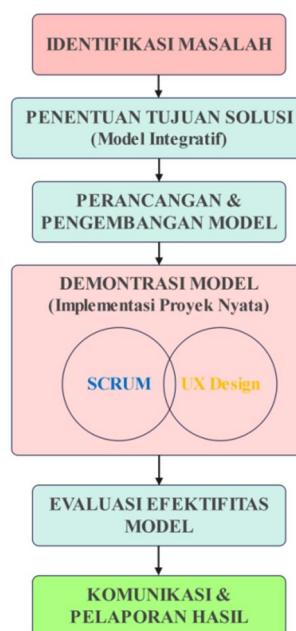 IDENTIFIKASI MASALAH
PENENTUAN TUJUAN SOLUSI
(Model Integratif)
PERANCANGAN &
PENGEMBANGAN MODEL
DEMONTRASI MODEL
(Implementasi Proyek Nyata)
SCRUM
UX Design
EVALUASI EFEKTIFITAS
MODEL
KOMUNIKASI &
PELAPORAN HASIL